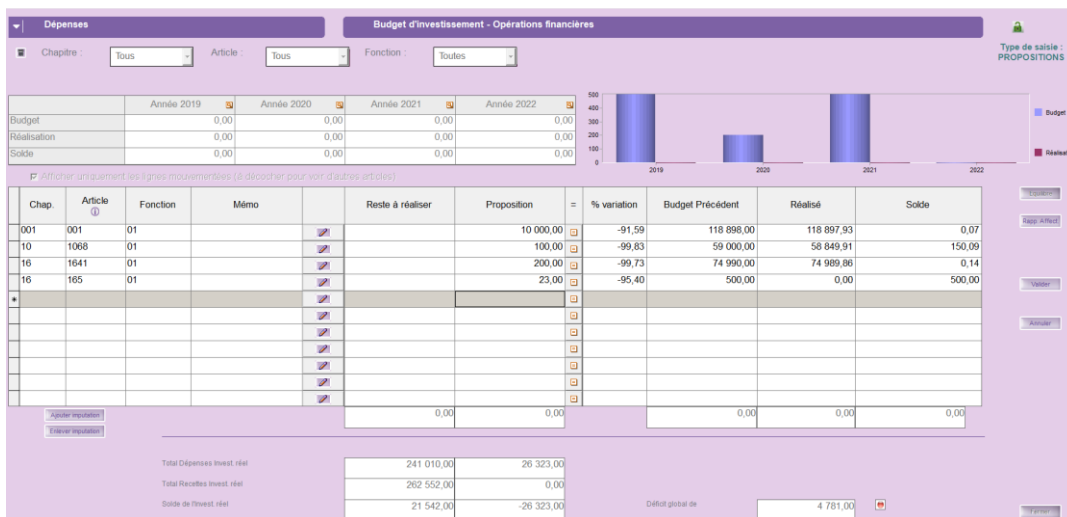 Dépenses Budget d'investissement - Opérations financières
Chapitre : Tous Article : Tous Fonction : Toutes
Type de saisie :
PROPOSITIONS
Année 2019 Année 2020 Année 2021 Année 2022
Budget 0,00 0,00 0,00 0,00
Réalisation 0,00 0,00 0,00 0,00
Solde 0,00 0,00 0,00 0,00
500
400
300
200
100
0
2019 2020 2021 2022
Budget
Réalisat
Afficher uniquement les lignes mouvementées (à décocher pour voir d'autres articles)
Chap. Article Fonction Mémo Reste à réaliser Proposition = % variation Budget Précédent Réalisé Solde
001 001 01 10 000,00 -91,59 118 898,00 118 897,93 0,07
10 1068 01 100,00 -99,83 59 000,00 58 849,91 150,09
16 1641 01 200,00 -99,73 74 990,00 74 989,86 0,14
16 165 01 23,00 -95,40 500,00 0,00 500,00
*
0,00 0,00 0,00 0,00 0,00
Rapp. Affect
Valider
Annuler
Ajouter imputation
Enlever imputation
Total Dépenses Invest. réel 241 010,00 26 323,00
Total Recettes Invest. réel 262 552,00 0,00
Solde de l'Invest. réel 21 542,00 -26 323,00 Déficit global de 4 781,00
Fermer